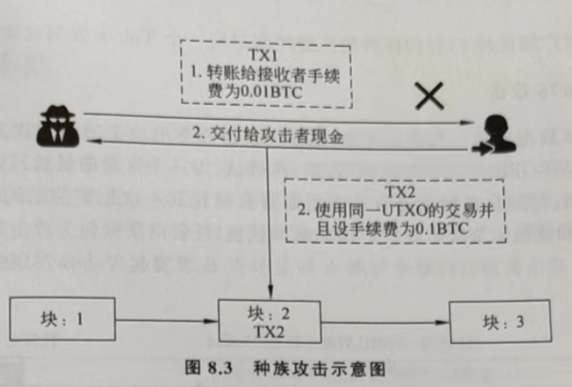 TX1
1. 转账给接收者手续
费为0.01BTC
2. 交付给攻击者现金
TX2
2. 使用同一UTXO的交易并
且设手续费为0.1BTC
块：1
块：2
TX2
块：3
图 8.3 种族攻击示意图